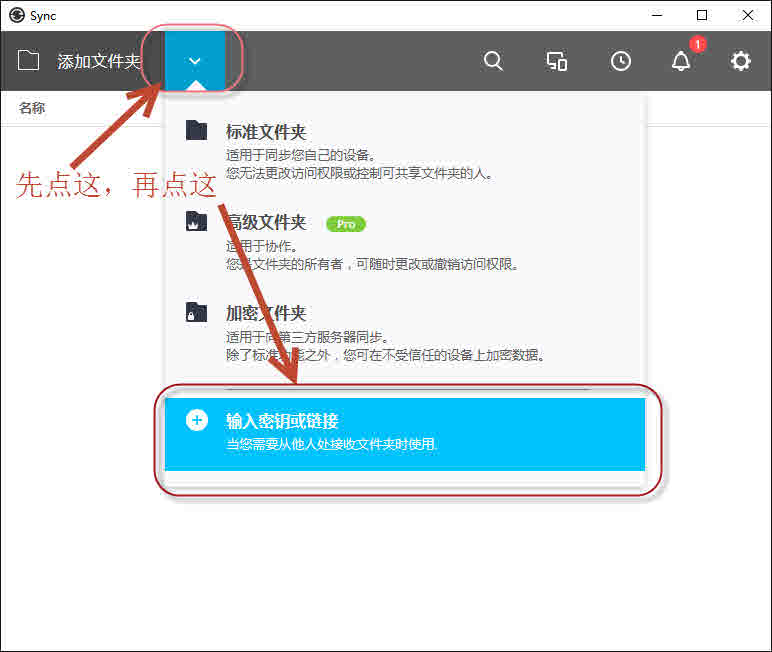 Sync
添加文件夹
1
名称
标准文件夹
适用于同步您自己的设备。
您无法更改访问权限或控制可共享文件夹的人。
先点这，再点这
高级文件夹 Pro
适用于协作。
您是文件夹的所有者，可随时更改或撤销访问权限。
加密文件夹
适用于向第三方服务器同步。
除了标准功能之外，您可在不受信任的设备上加密数据。
输入密钥或链接
当您需要从他人处接收文件夹时使用.